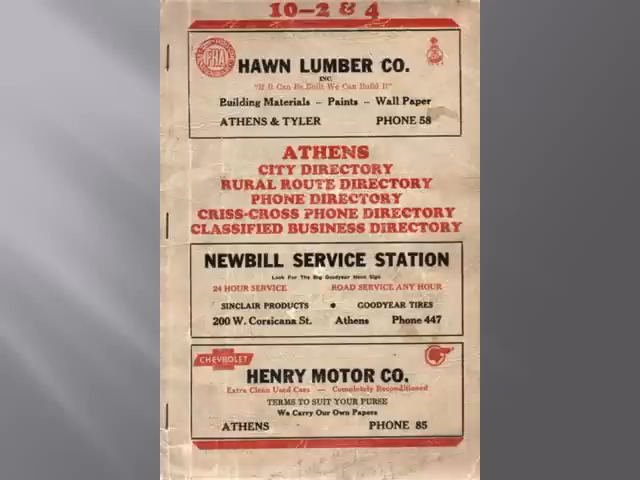 10-2 & 4
FHA
HAWN LUMBER CO.
INC.
"If It Can Be Built We Can Build It"
Building Materials - Paints - Wall Paper
ATHENS & TYLER PHONE 58
ATHENS
CITY DIRECTORY
RURAL ROUTE DIRECTORY
PHONE DIRECTORY
CRISS-CROSS PHONE DIRECTORY
CLASSIFIED BUSINESS DIRECTORY
NEWBILL SERVICE STATION
Look For The Big Goodyear Neon Sign
24 HOUR SERVICE ROAD SERVICE ANY HOUR
SINCLAIR PRODUCTS • GOODYEAR TIRES
200 W. Corsicana St. Athens Phone 447
CHEVROLET
HENRY MOTOR CO.
Extra Clean Used Cars — Completely Reconditioned
TERMS TO SUIT YOUR PURSE
We Carry Our Own Papers
ATHENS PHONE 85